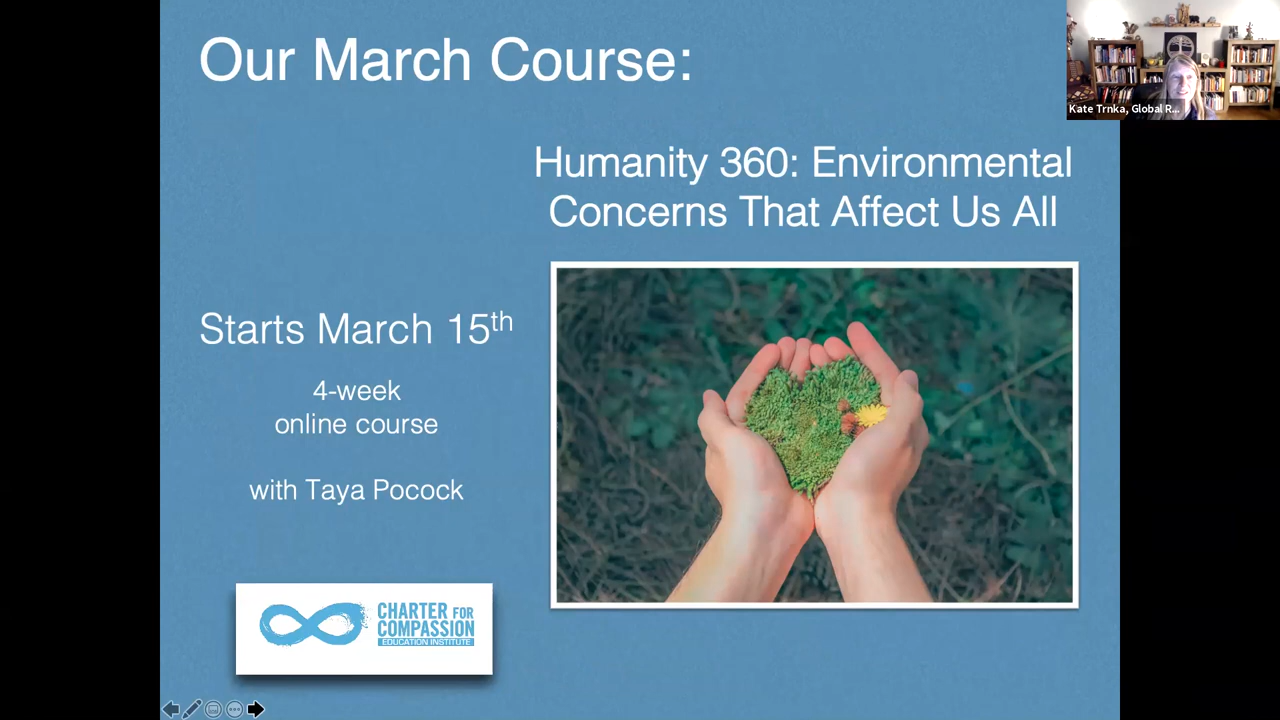 Our March Course:
Kate Trnka, Global R...
Humanity 360: Environmental
Concerns That Affect Us All
Starts March 15th
4-week
online course
with Taya Pocock
CHARTER FOR
COMPASSION
EDUCATION INSTITUTE